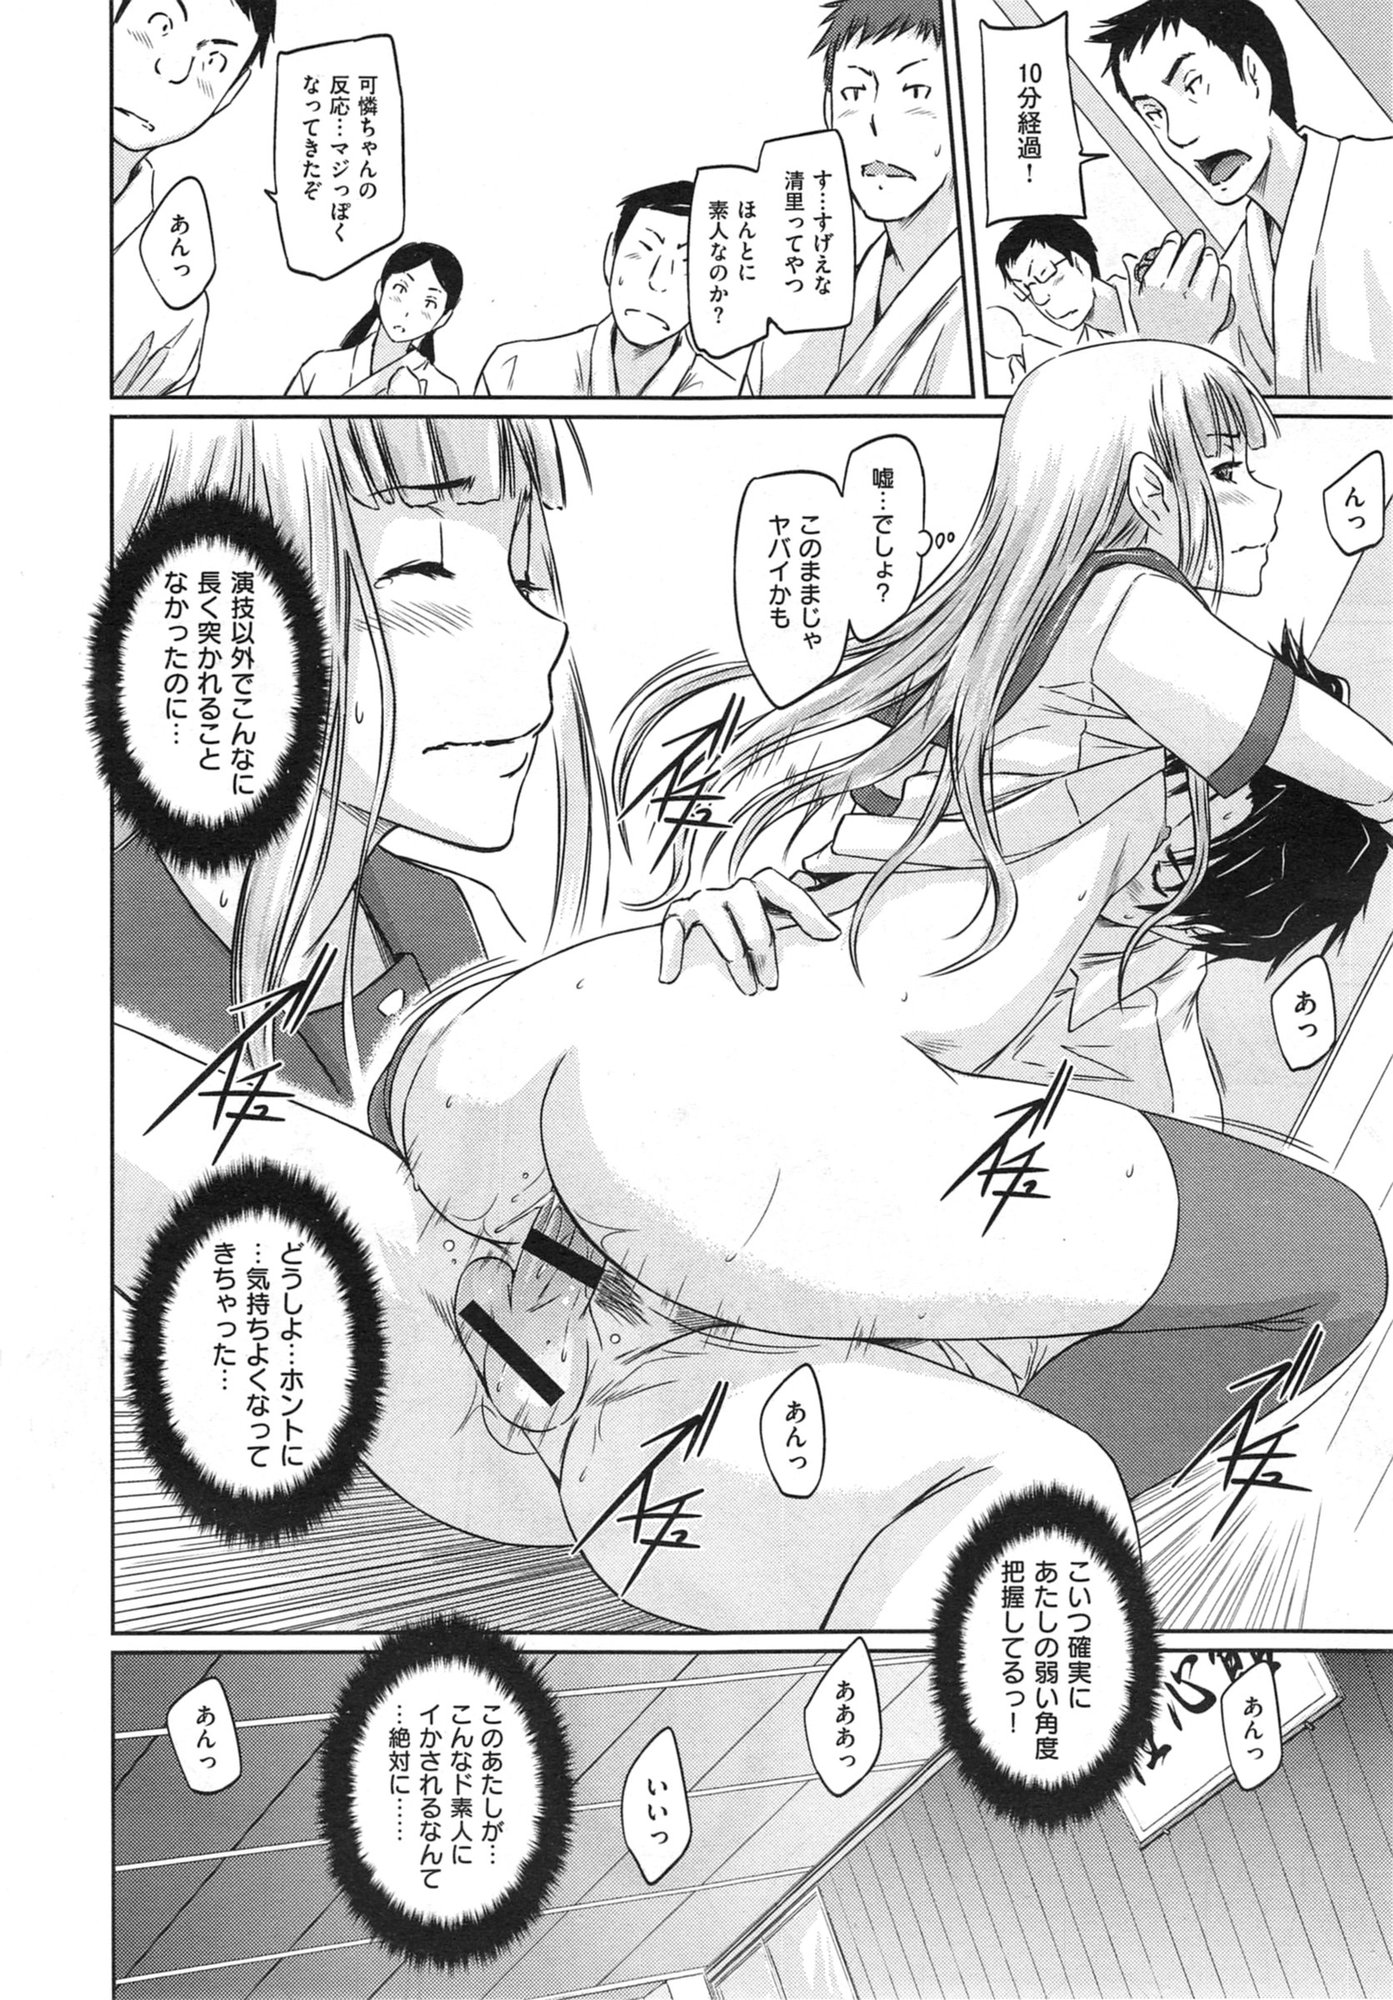 10分経過！
す…すげえな
清里ってやつ
ほんとに
素人なのか？
可憐ちゃんの
反応…マジっぽく
なってきたぞ
あんっ
んっ
嘘…でしょ？
このままじゃ
ヤバイかも
演技以外でこんなに
長く突かれること
なかったのに…
あっ
どうしよ…ホントに
…気持ちよくなって
きちゃった…
あんっ
こいつ確実に
あたしの弱い角度
把握してるっ！
あんっ
あああっ
いいっ
このあたしが…
こんなド素人に
イかされるなんて
…絶対に……
あんっ